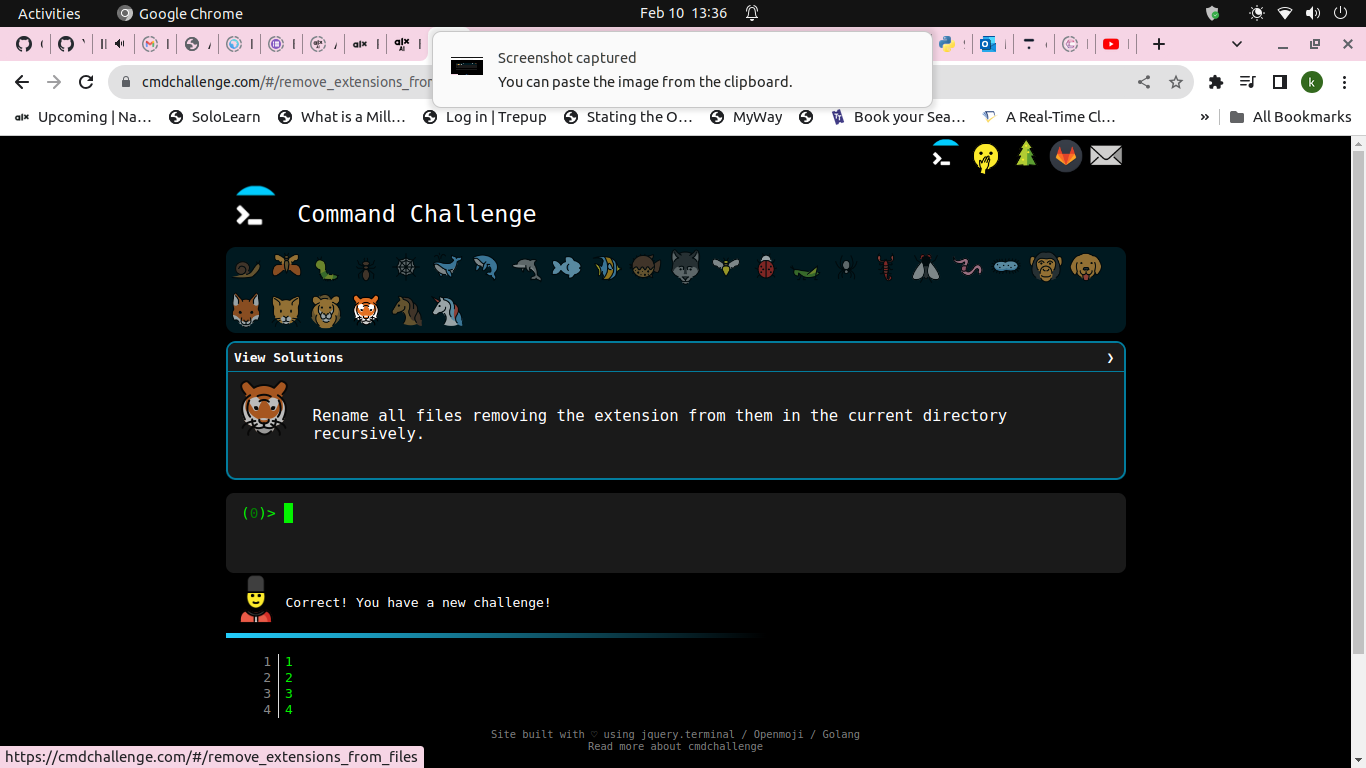 Activities Google Chrome Feb 10 13:36
Screenshot captured
You can paste the image from the clipboard.
cmdchallenge.com/#/remove_extensions_from
k
Upcoming | Na… SoloLearn What is a Mill… Log in | Trepup Stating the O… MyWay Book your Sea… A Real-Time Cl… » All Bookmarks
Command Challenge
View Solutions ❯
Rename all files removing the extension from them in the current directory
recursively.
(0)>
Correct! You have a new challenge!
1 1
2 2
3 3
4 4
Site built with ♡ using jquery.terminal / Openmoji / Golang
Read more about cmdchallenge
https://cmdchallenge.com/#/remove_extensions_from_files